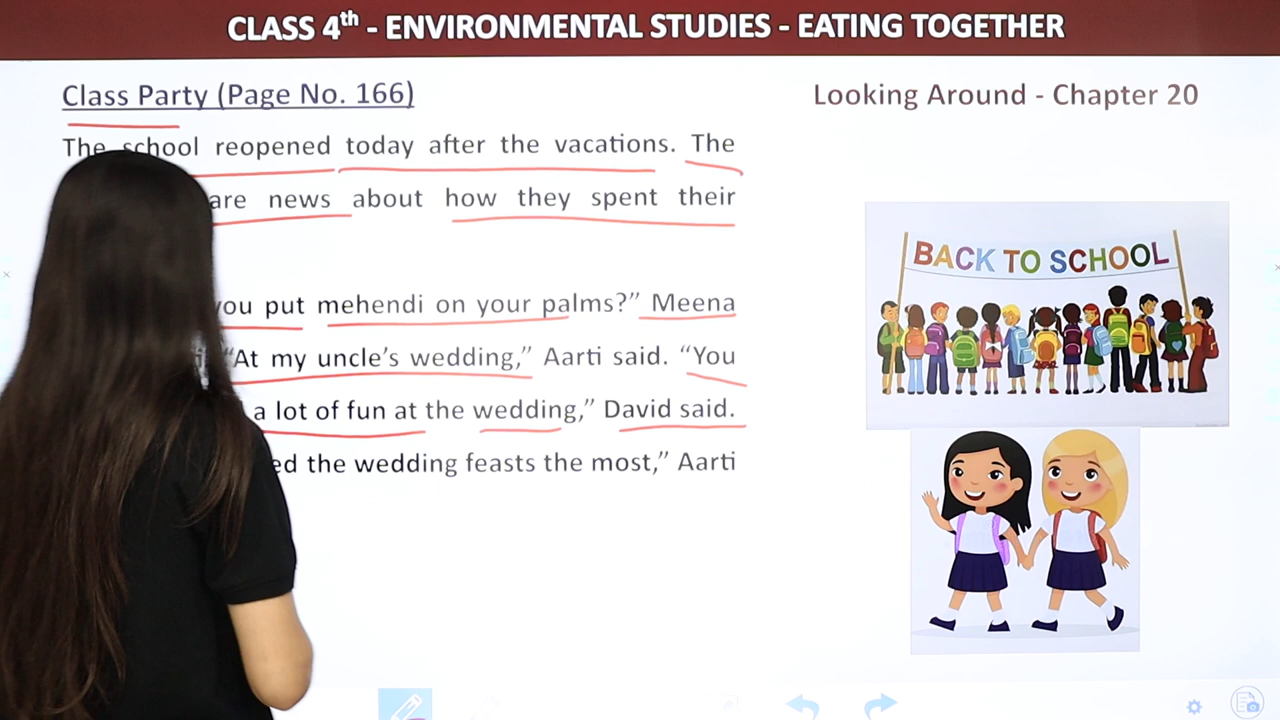 CLASS 4th - ENVIRONMENTAL STUDIES - EATING TOGETHER
Class Party (Page No. 166)
Looking Around - Chapter 20
The school reopened today after the vacations. The
are news about how they spent their
you put mehendi on your palms?” Meena
“At my uncle’s wedding,” Aarti said. “You
a lot of fun at the wedding,” David said.
the wedding feasts the most,” Aarti
BACK TO SCHOOL